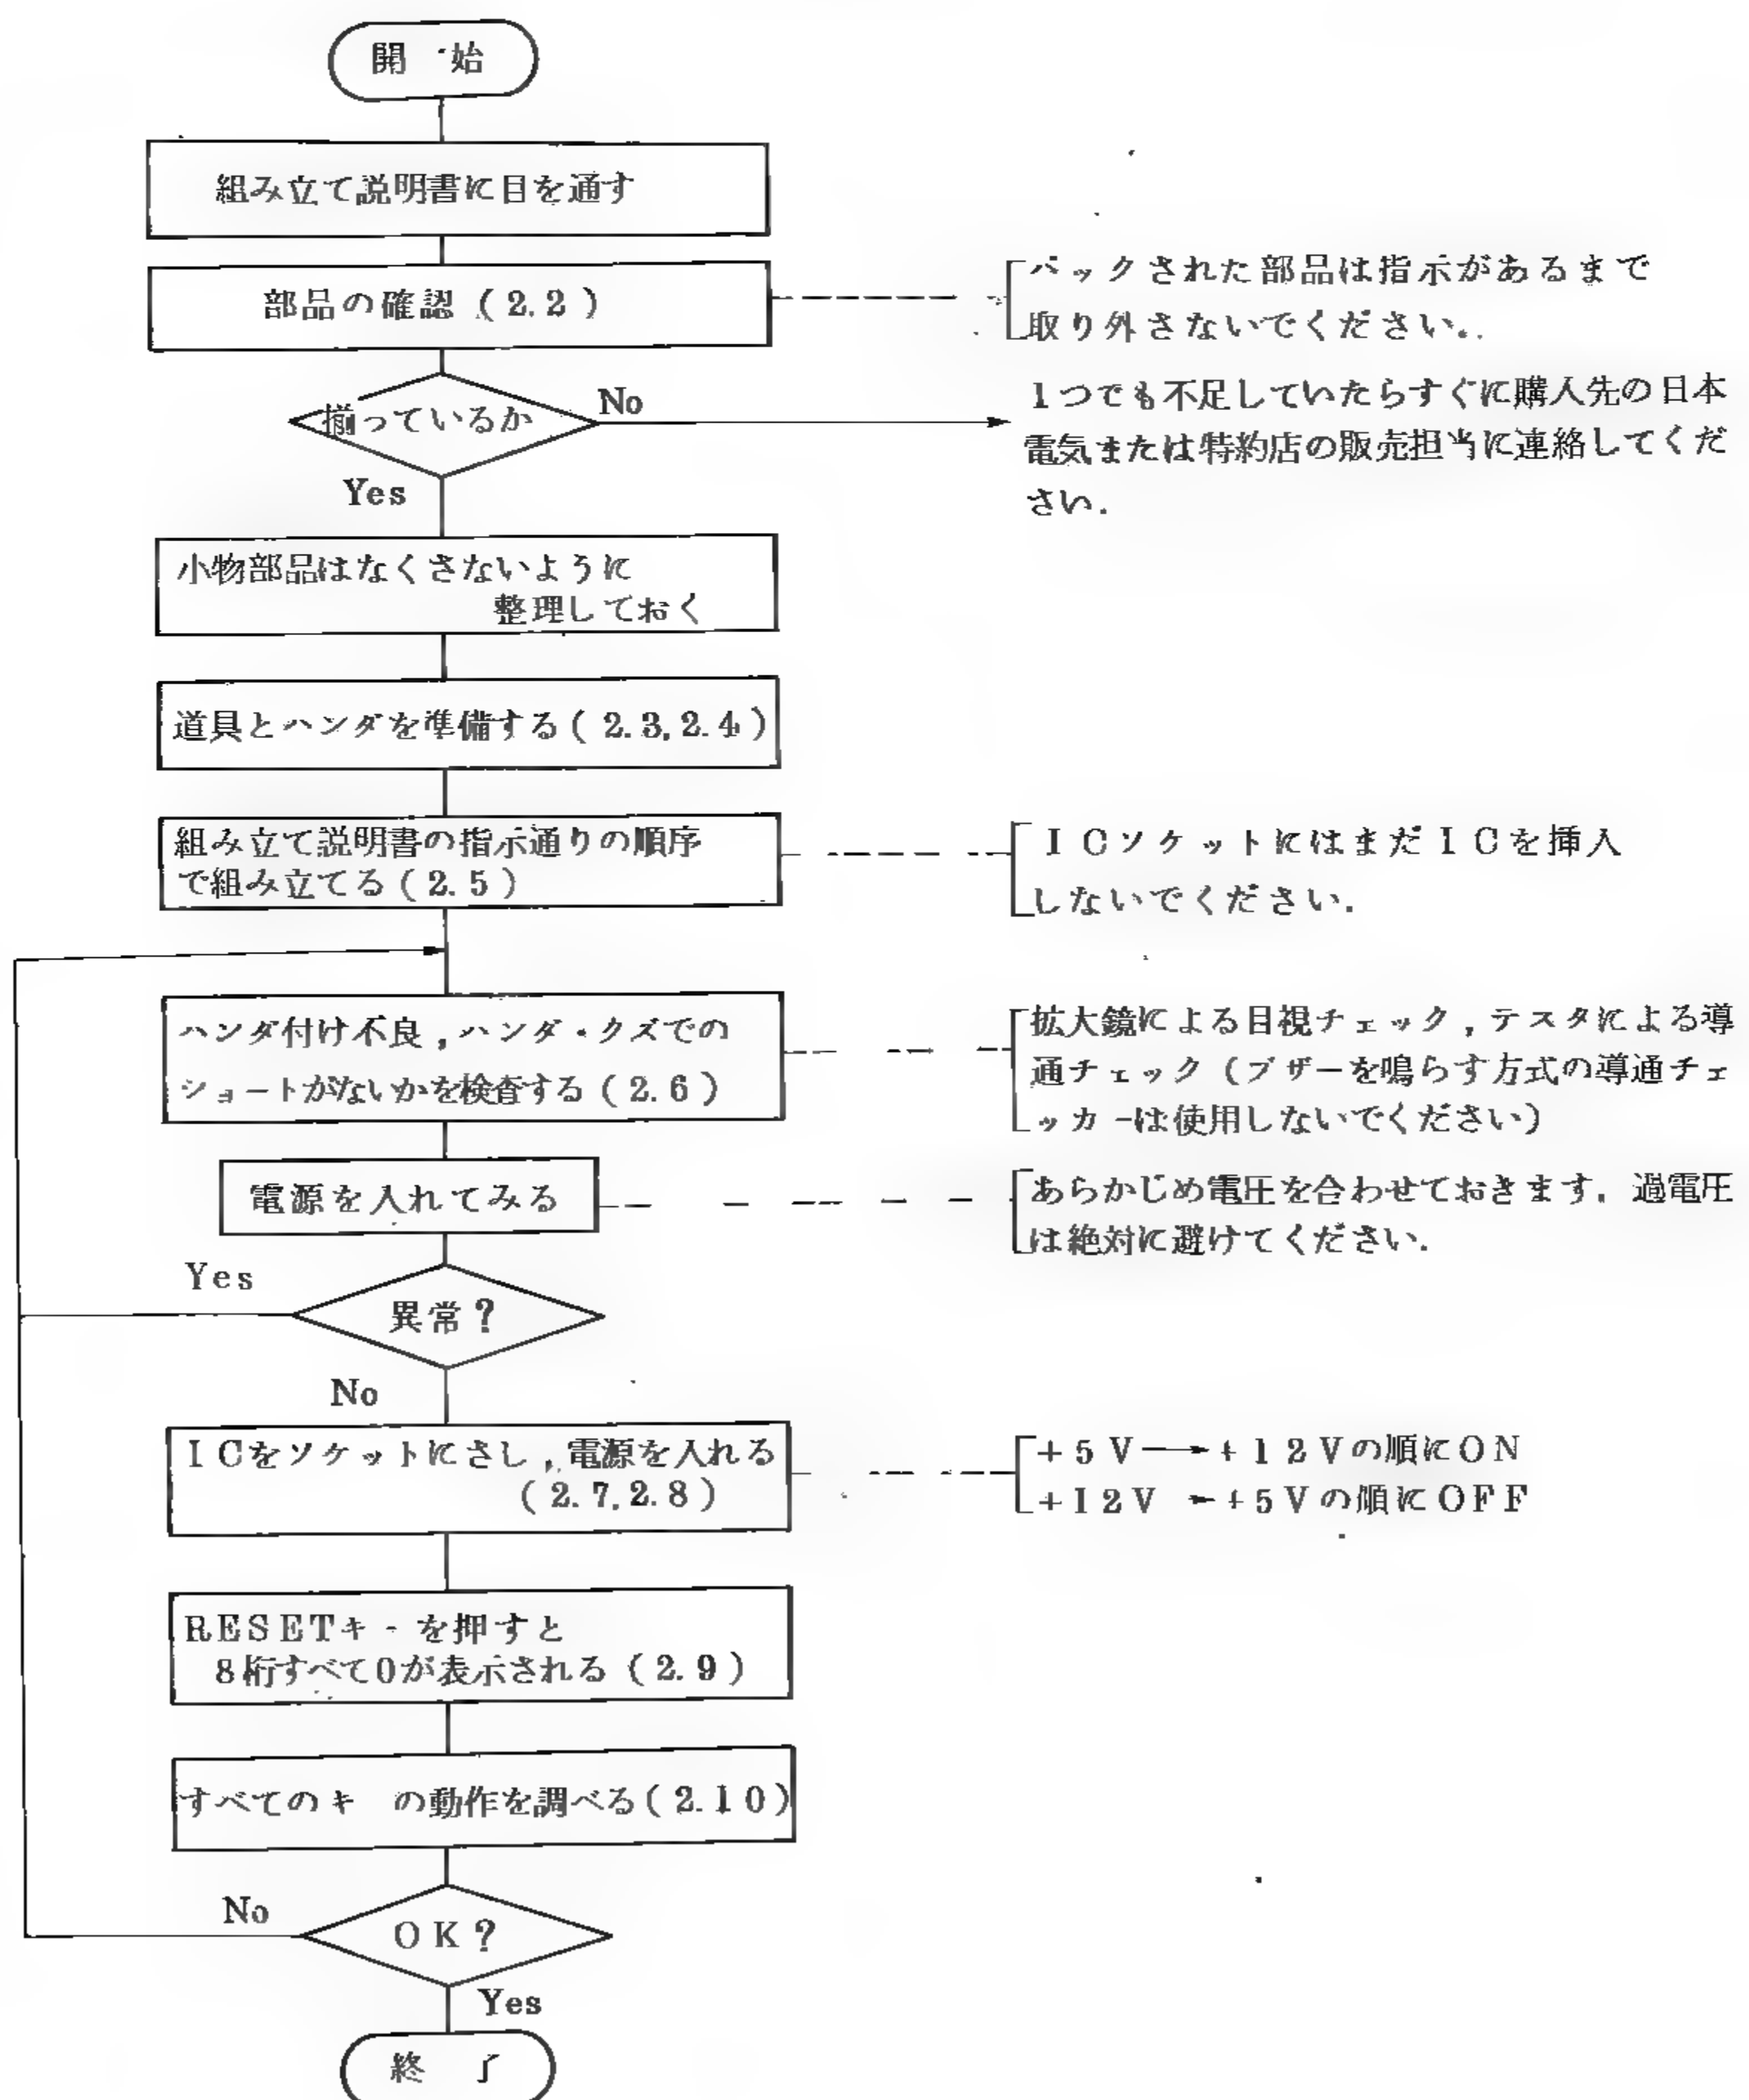 開 始
組み立て説明書に目を通す
部品の確認（2.2）
パックされた部品は指示があるまで
取り外さないでください.
揃っているか
No
1つでも不足していたらすぐに購入先の日本
電気または特約店の販売担当に連絡してくだ
さい.
Yes
小物部品はなくさないように
整理しておく
道具とハンダを準備する（2.3,2.4）
組み立て説明書の指示通りの順序
で組み立てる（2.5）
ICソケットにはまだICを挿入
しないでください.
ハンダ付け不良,ハンダ・クズでの
ショートがないかを検査する（2.6）
拡大鏡による目視チェック,テスタによる導
通チェック（ブザーを鳴らす方式の導通チェ
ッカーは使用しないでください）
電源を入れてみる
あらかじめ電圧を合わせておきます. 過電圧
は絶対に避けてください.
Yes
異常?
No
ICをソケットにさし,電源を入れる
（2.7,2.8）
+5V→+12Vの順にON
+12V→+5Vの順にOFF
RESETキーを押すと
8桁すべて0が表示される（2.9）
すべてのキ の動作を調べる（2.10）
No
OK?
Yes
終 了